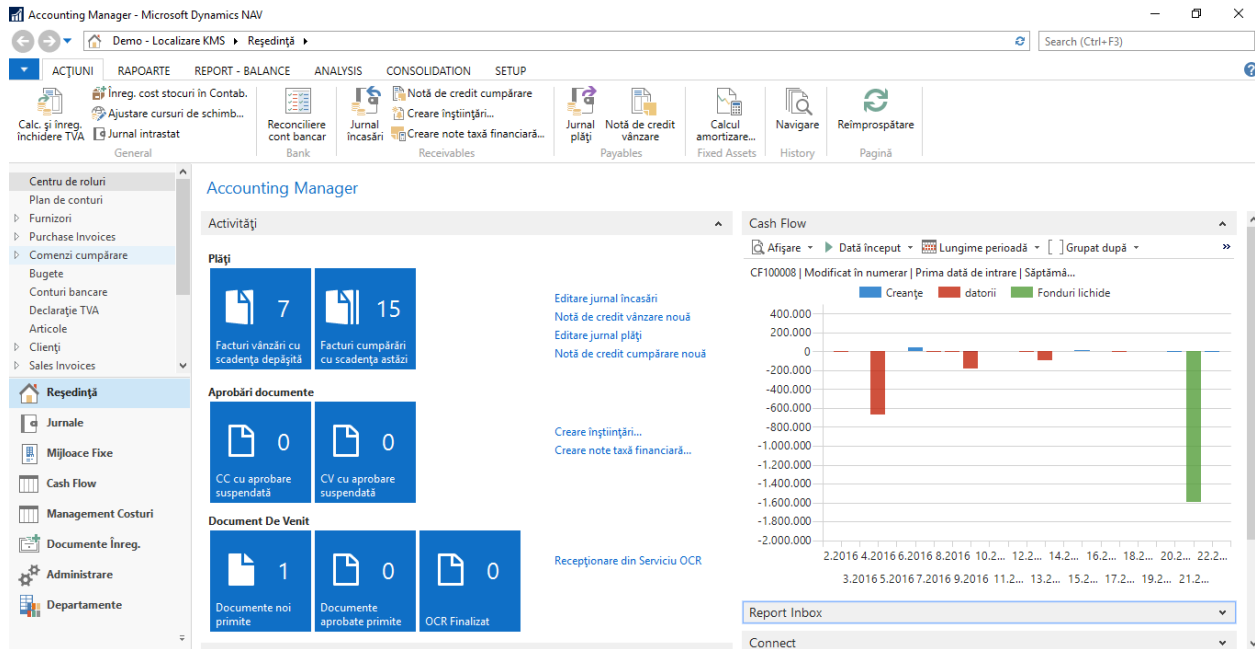 Accounting Manager - Microsoft Dynamics NAV
Demo - Localizare KMS
Reşedinţă
Search (Ctrl+F3)
ACŢIUNI
RAPOARTE
REPORT - BALANCE
ANALYSIS
CONSOLIDATION
SETUP
Calc. şi înreg.
închidere TVA
Înreg. cost stocuri în Contab.
Ajustare cursuri de schimb...
Jurnal intrastat
General
Reconciliere
cont bancar
Bank
Jurnal
încasări
Notă de credit cumpărare
Creare înştiinţări...
Creare note taxă financiară...
Receivables
Jurnal
plăţi
Notă de credit
vânzare
Payables
Calcul
amortizare...
Fixed Assets
Navigare
History
Reîmprospătare
Pagină
Centru de roluri
Plan de conturi
Furnizori
Purchase Invoices
Comenzi cumpărare
Bugete
Conturi bancare
Declaraţie TVA
Articole
Clienţi
Sales Invoices
Reşedinţă
Jurnale
Mijloace Fixe
Cash Flow
Management Costuri
Documente Înreg.
Administrare
Departamente
Accounting Manager
Activităţi
Plăţi
7
Facturi vânzări cu
scadenţa depăşită
15
Facturi cumpărări
cu scadenţa astăzi
Editare jurnal încasări
Notă de credit vânzare nouă
Editare jurnal plăţi
Notă de credit cumpărare nouă
Aprobări documente
0
CC cu aprobare
suspendată
0
CV cu aprobare
suspendată
Creare înştiinţări...
Creare note taxă financiară...
Document De Venit
1
Documente noi
primite
0
Documente
aprobate primite
0
OCR Finalizat
Recepţionare din Serviciu OCR
Cash Flow
Afişare
Dată început
Lungime perioadă
[ ] Grupat după
CF100008 | Modificat în numerar | Prima dată de intrare | Săptămâ...
Creanţe
datorii
Fonduri lichide
400.000
200.000
0
-200.000
-400.000
-600.000
-800.000
-1.000.000
-1.200.000
-1.400.000
-1.600.000
-1.800.000
-2.000.000
2.2016 4.2016 6.2016 8.2016 10.2... 12.2... 14.2... 16.2... 18.2... 20.2... 22.2...
3.2016 5.2016 7.2016 9.2016 11.2... 13.2... 15.2... 17.2... 19.2... 21.2...
Report Inbox
Connect